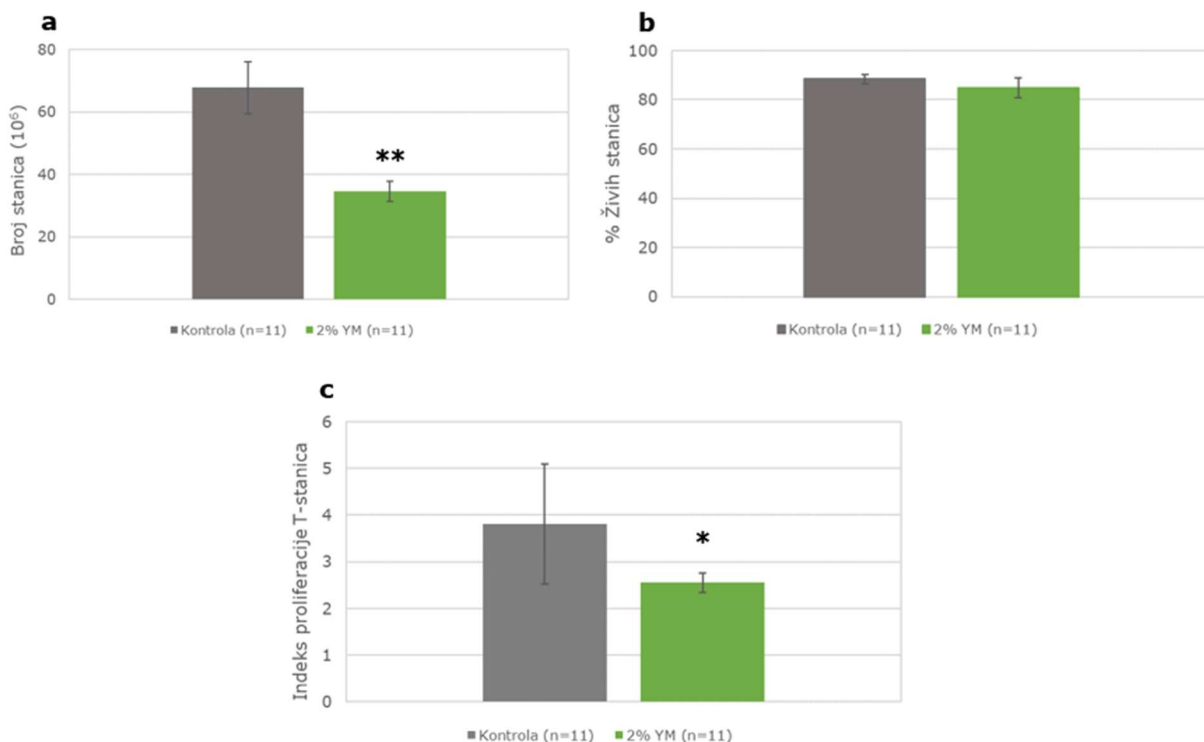 a
80
60
40
20
0
Broj stanica (10⁶)
**
Kontrola (n=11) 2% YM (n=11)
b
100
80
60
40
20
0
% Živih stanica
Kontrola (n=11) 2% YM (n=11)
c
6
5
4
3
2
1
0
Indeks proliferacije T-stanica
*
Kontrola (n=11) 2% YM (n=11)